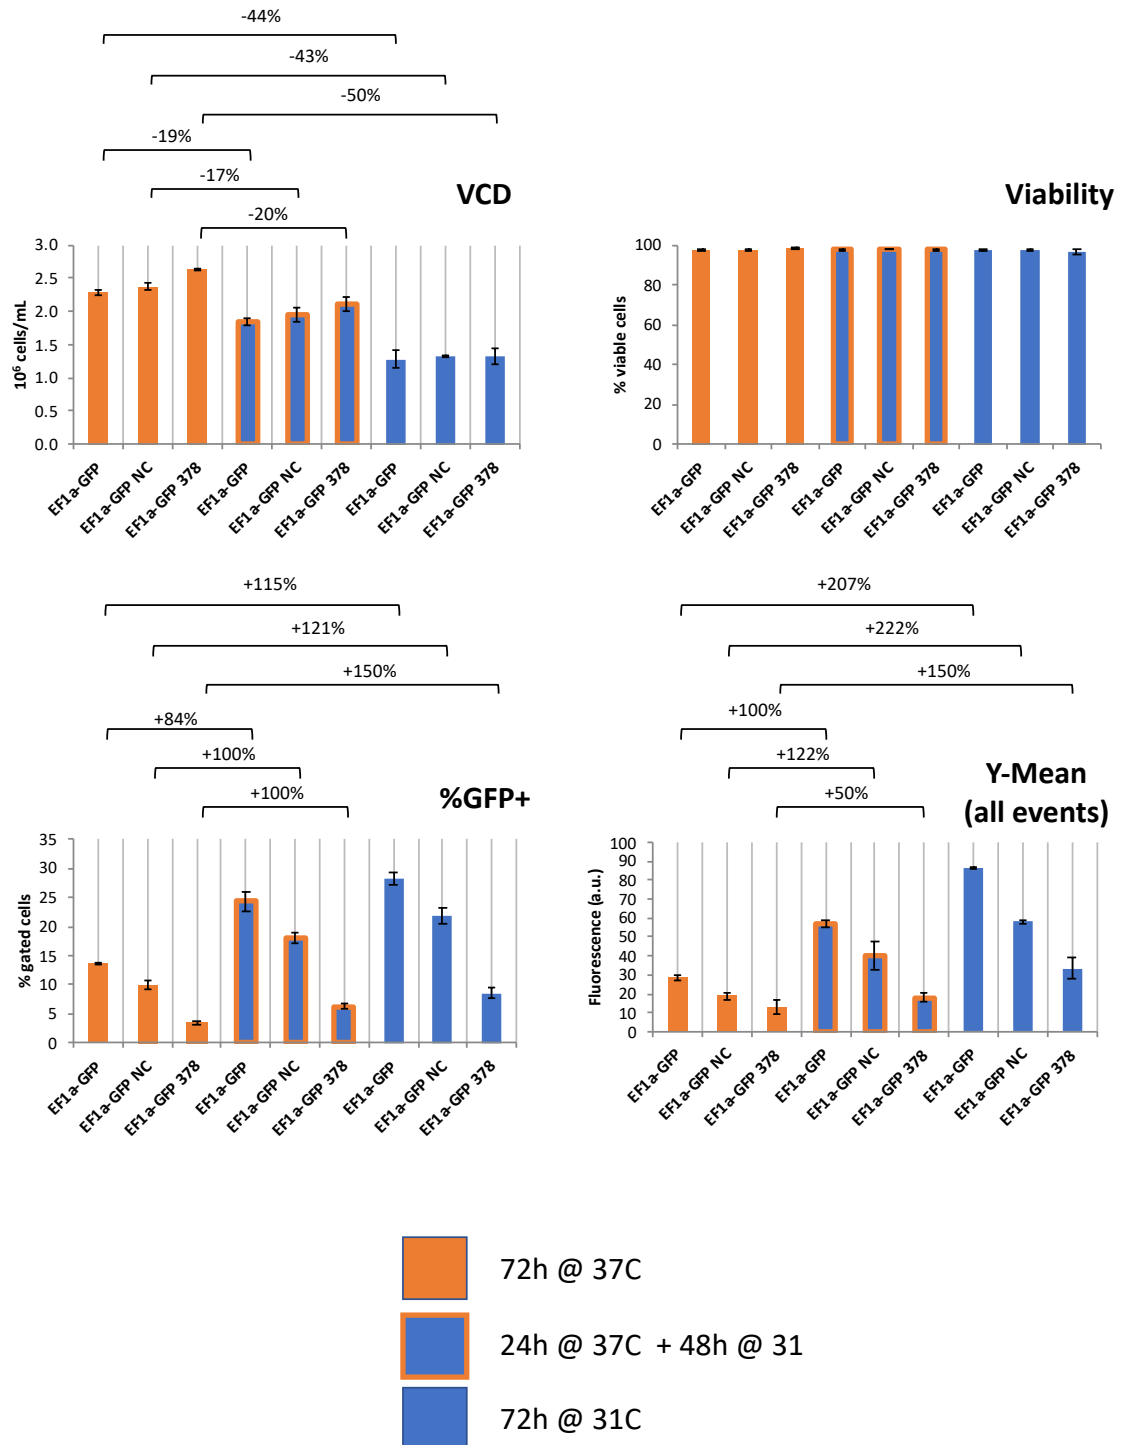 -44%
-43%
-50%
-19%
-17%
-20%
VCD
3.0
2.5
2.0
1.5
1.0
0.5
0.0
10⁶ cells/mL
EF1a-GFP
EF1a-GFP NC
EF1a-GFP 378
EF1a-GFP
EF1a-GFP NC
EF1a-GFP 378
EF1a-GFP
EF1a-GFP NC
EF1a-GFP 378
Viability
100
80
60
40
20
0
% viable cells
EF1a-GFP
EF1a-GFP NC
EF1a-GFP 378
EF1a-GFP
EF1a-GFP NC
EF1a-GFP 378
EF1a-GFP
EF1a-GFP NC
EF1a-GFP 378
+115%
+121%
+150%
+84%
+100%
+100%
%GFP+
35
30
25
20
15
10
5
0
% gated cells
EF1a-GFP
EF1a-GFP NC
EF1a-GFP 378
EF1a-GFP
EF1a-GFP NC
EF1a-GFP 378
EF1a-GFP
EF1a-GFP NC
EF1a-GFP 378
+207%
+222%
+150%
+100%
+122%
+50%
Y-Mean
(all events)
100
90
80
70
60
50
40
30
20
10
0
Fluorescence (a.u.)
EF1a-GFP
EF1a-GFP NC
EF1a-GFP 378
EF1a-GFP
EF1a-GFP NC
EF1a-GFP 378
EF1a-GFP
EF1a-GFP NC
EF1a-GFP 378
72h @ 37C
24h @ 37C + 48h @ 31
72h @ 31C